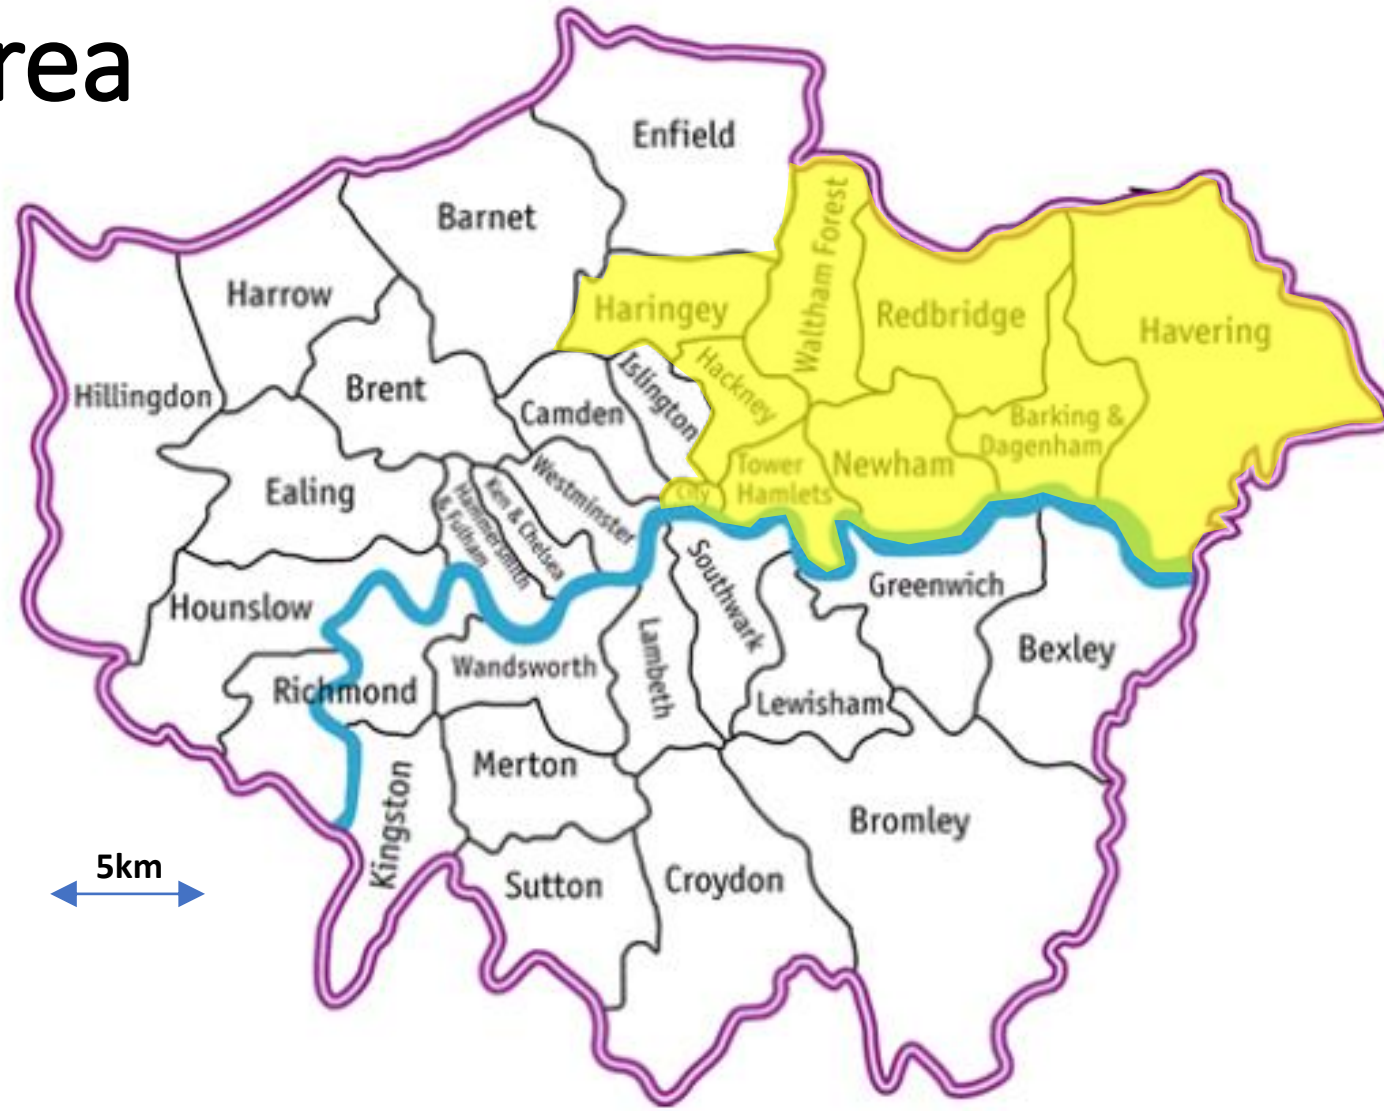 rea
Enfield
Barnet
Harrow
Haringey
Waltham Forest
Redbridge
Havering
Hillingdon
Brent
Camden
Islington
Hackney
Barking &
Dagenham
Ealing
Hammersmith
& Fulham
Ken & Chelsea
Westminster
City
Tower
Hamlets
Newham
Hounslow
Richmond
Wandsworth
Lambeth
Southwark
Lewisham
Greenwich
Bexley
Kingston
Merton
Sutton
Croydon
Bromley
5km